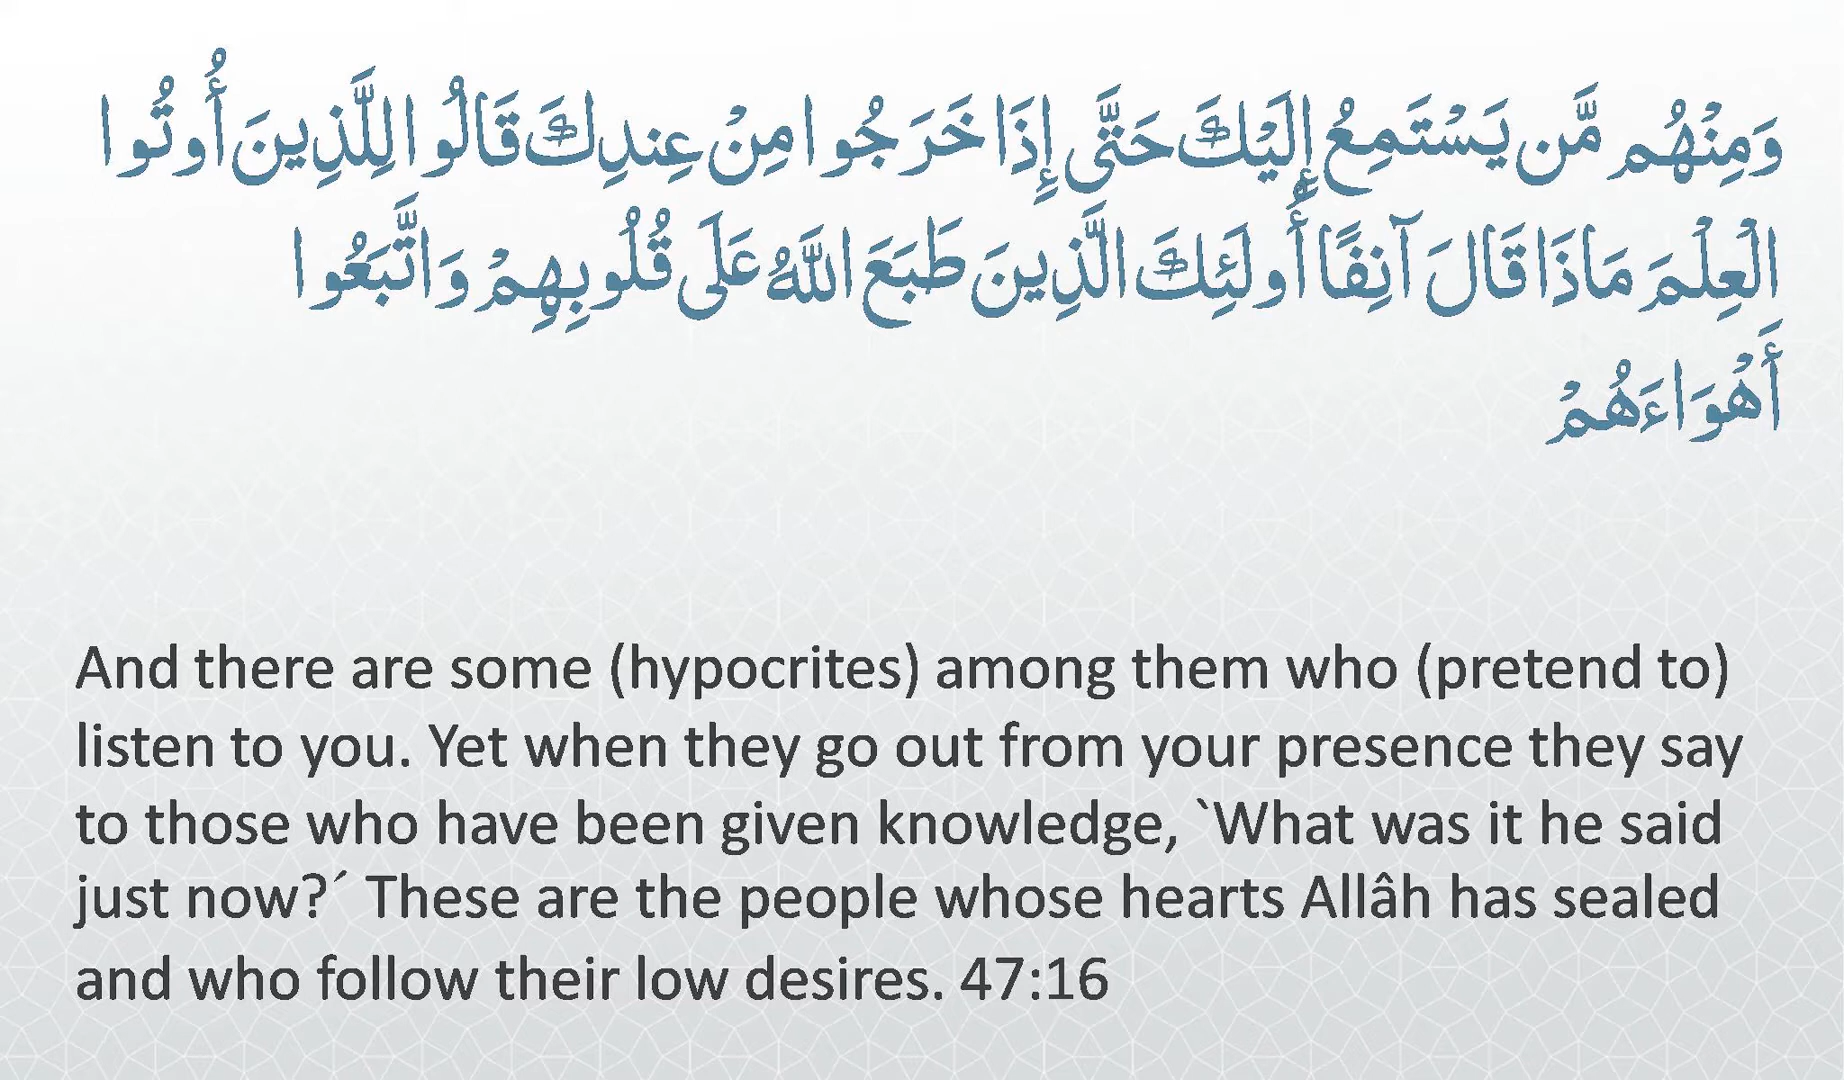 وَمِنْهُم مَّن يَسْتَمِعُ إِلَيْكَ حَتَّى إِذَا خَرَجُوا مِنْ عِندِكَ قَالُوا لِلَّذِينَ أُوتُوا
الْعِلْمَ مَاذَا قَالَ آنِفًا أُولَئِكَ الَّذِينَ طَبَعَ اللَّهُ عَلَى قُلُوبِهِمْ وَاتَّبَعُوا
أَهْوَاءَهُمْ
And there are some (hypocrites) among them who (pretend to)
listen to you. Yet when they go out from your presence they say
to those who have been given knowledge, `What was it he said
just now?´ These are the people whose hearts Allâh has sealed
and who follow their low desires. 47:16